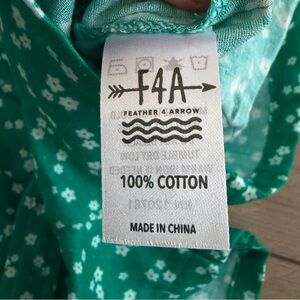 F4A
FEATHER 4 ARROW
100% COTTON
MADE IN CHINA